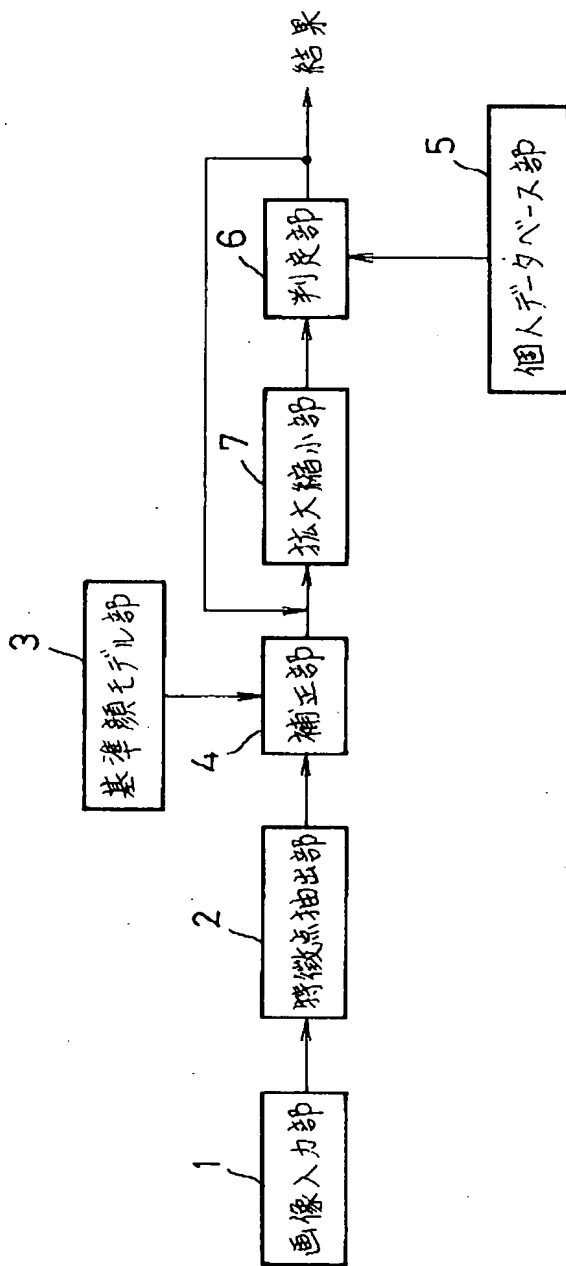 1
画像入力部
2
特徴点抽出部
3
基準顔モデル部
4
補正部
7
拡大縮小部
6
判定部
5
個人データベース部
結果